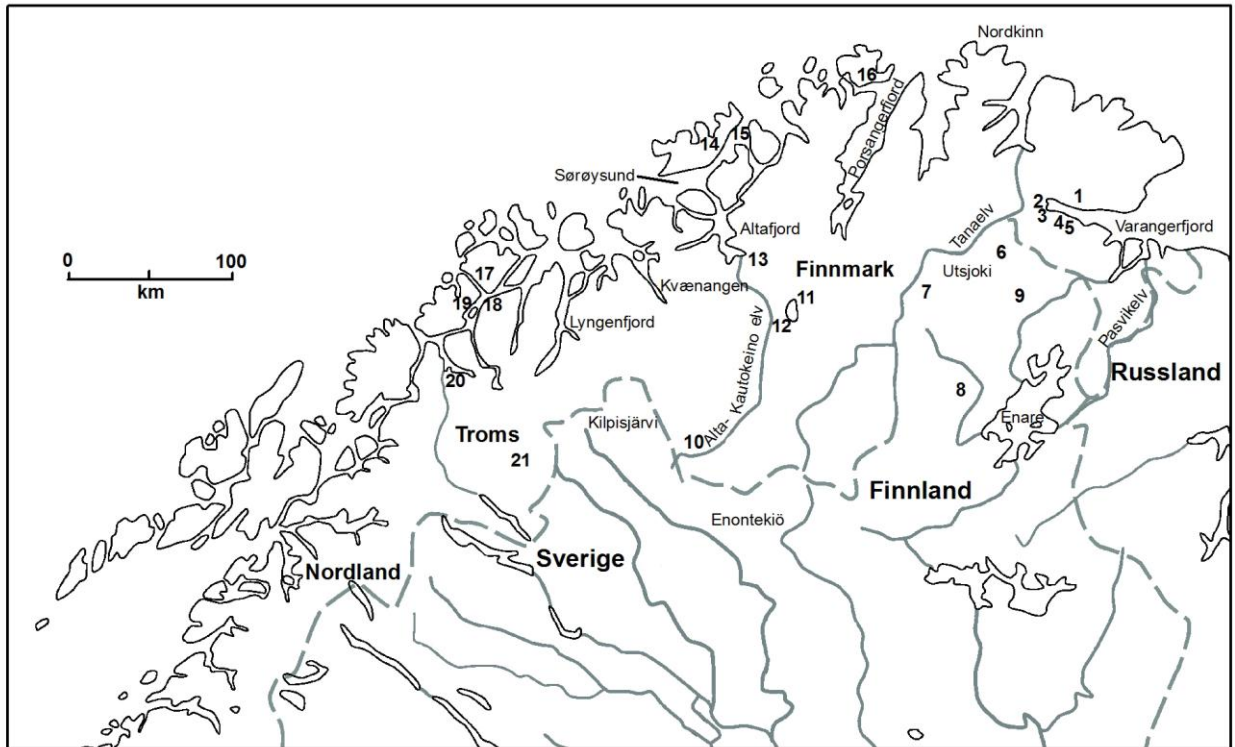 Nordkinn
16
Porsangerfjord
15
14
Sørøysund
2
1
3
4
5
Varangerfjord
Altafjord
Tanaelv
6
0
100
km
13
Finnmark
Utsjoki
17
Kvænangen
7
9
11
19
18
12
Lyngenfjord
Pasvikelv
Russland
20
Alta- Kautokeino elv
8
Enare
Kilpisjärvi
Troms
10
21
Finnland
Enontekiö
Sverige
Nordland